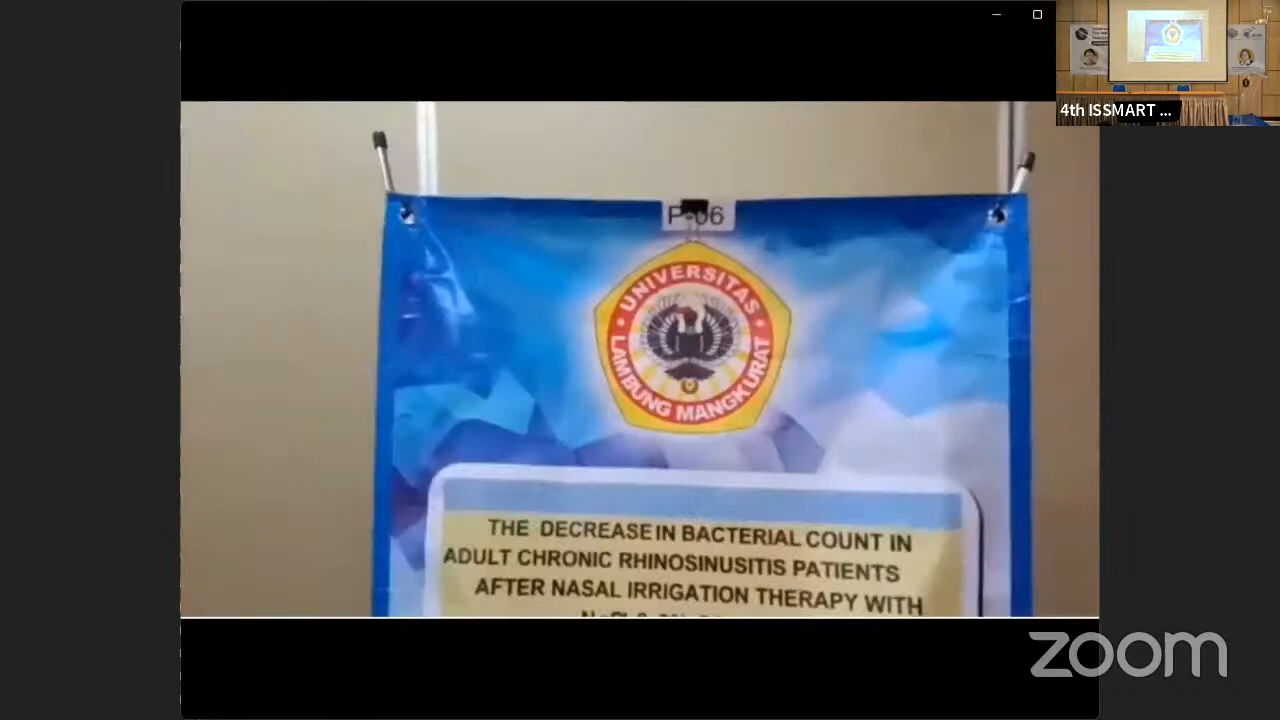 4th ISSMART ...
P-06
UNIVERSITAS
LAMBUNG MANGKURAT
THE DECREASE IN BACTERIAL COUNT IN
ADULT CHRONIC RHINOSINUSITIS PATIENTS
AFTER NASAL IRRIGATION THERAPY WITH
zoom